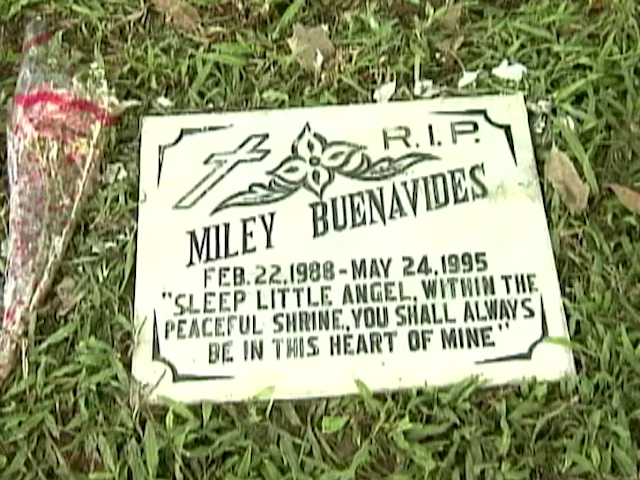 R.I.P.
MILEY BUENAVIDES
FEB. 22, 1988 - MAY 24, 1995
"SLEEP LITTLE ANGEL, WITHIN THE
PEACEFUL SHRINE, YOU SHALL ALWAYS
BE IN THIS HEART OF MINE"